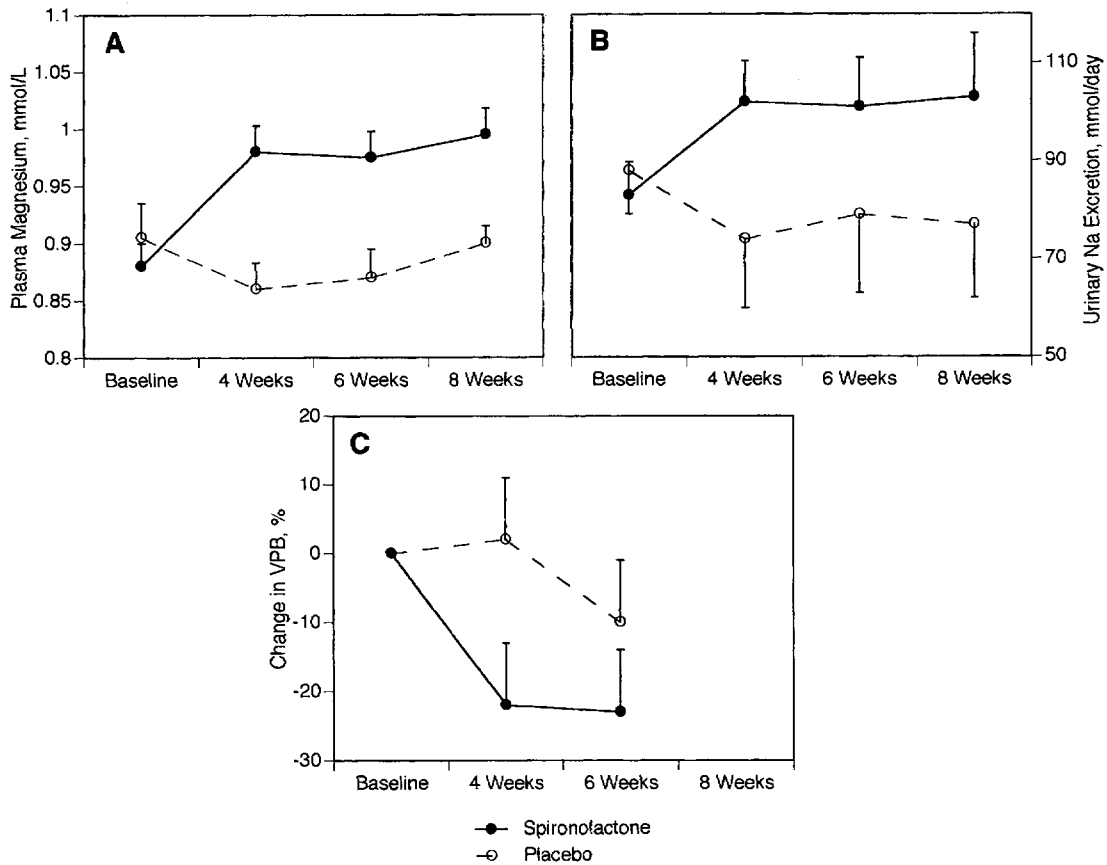 A
Plasma Magnesium, mmol/L
1.1
1.05
1
0.95
0.9
0.85
0.8
Baseline
4 Weeks
6 Weeks
8 Weeks
B
Urinary Na Excretion, mmol/day
110
90
70
50
Baseline
4 Weeks
6 Weeks
8 Weeks
C
Change in VPB, %
20
10
0
-10
-20
-30
Baseline
4 Weeks
6 Weeks
8 Weeks
Spironolactone
Placebo